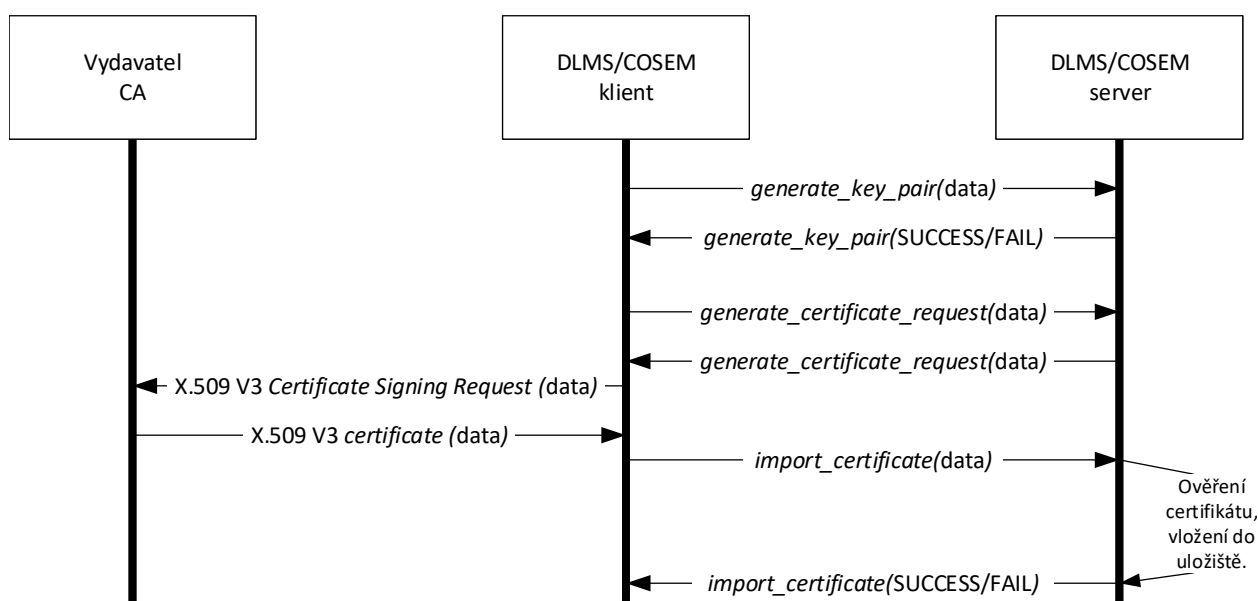 Vydavatel
CA
DLMS/COSEM
klient
DLMS/COSEM
server
generate_key_pair(data)
generate_key_pair(SUCCESS/FAIL)
generate_certificate_request(data)
generate_certificate_request(data)
X.509 V3 Certificate Signing Request (data)
X.509 V3 certificate (data)
import_certificate(data)
Ověření
certifikátu,
vložení do
uložiště.
import_certificate(SUCCESS/FAIL)